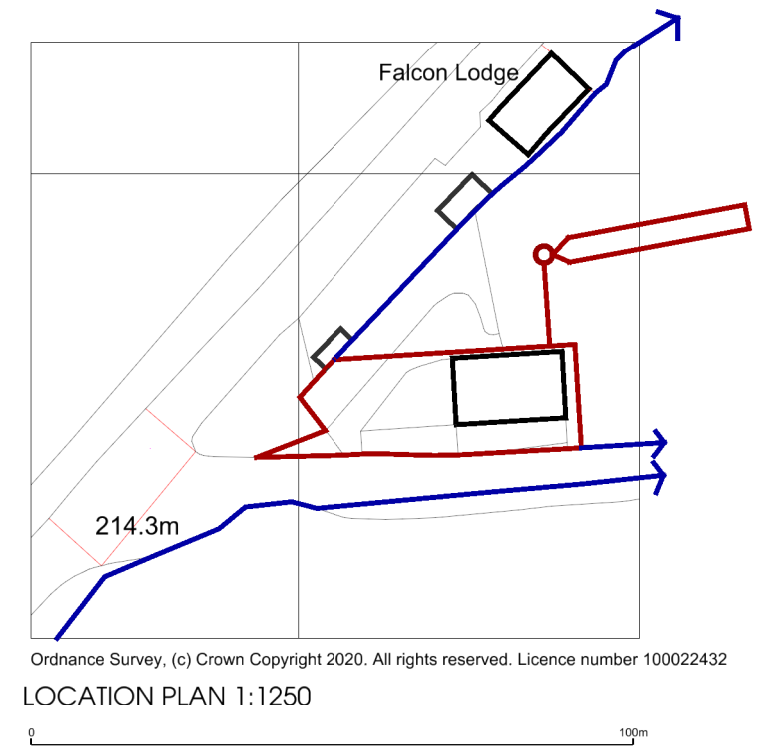 Falcon Lodge
214.3m
Ordnance Survey, (c) Crown Copyright 2020. All rights reserved. Licence number 100022432
LOCATION PLAN 1:1250
0 100m